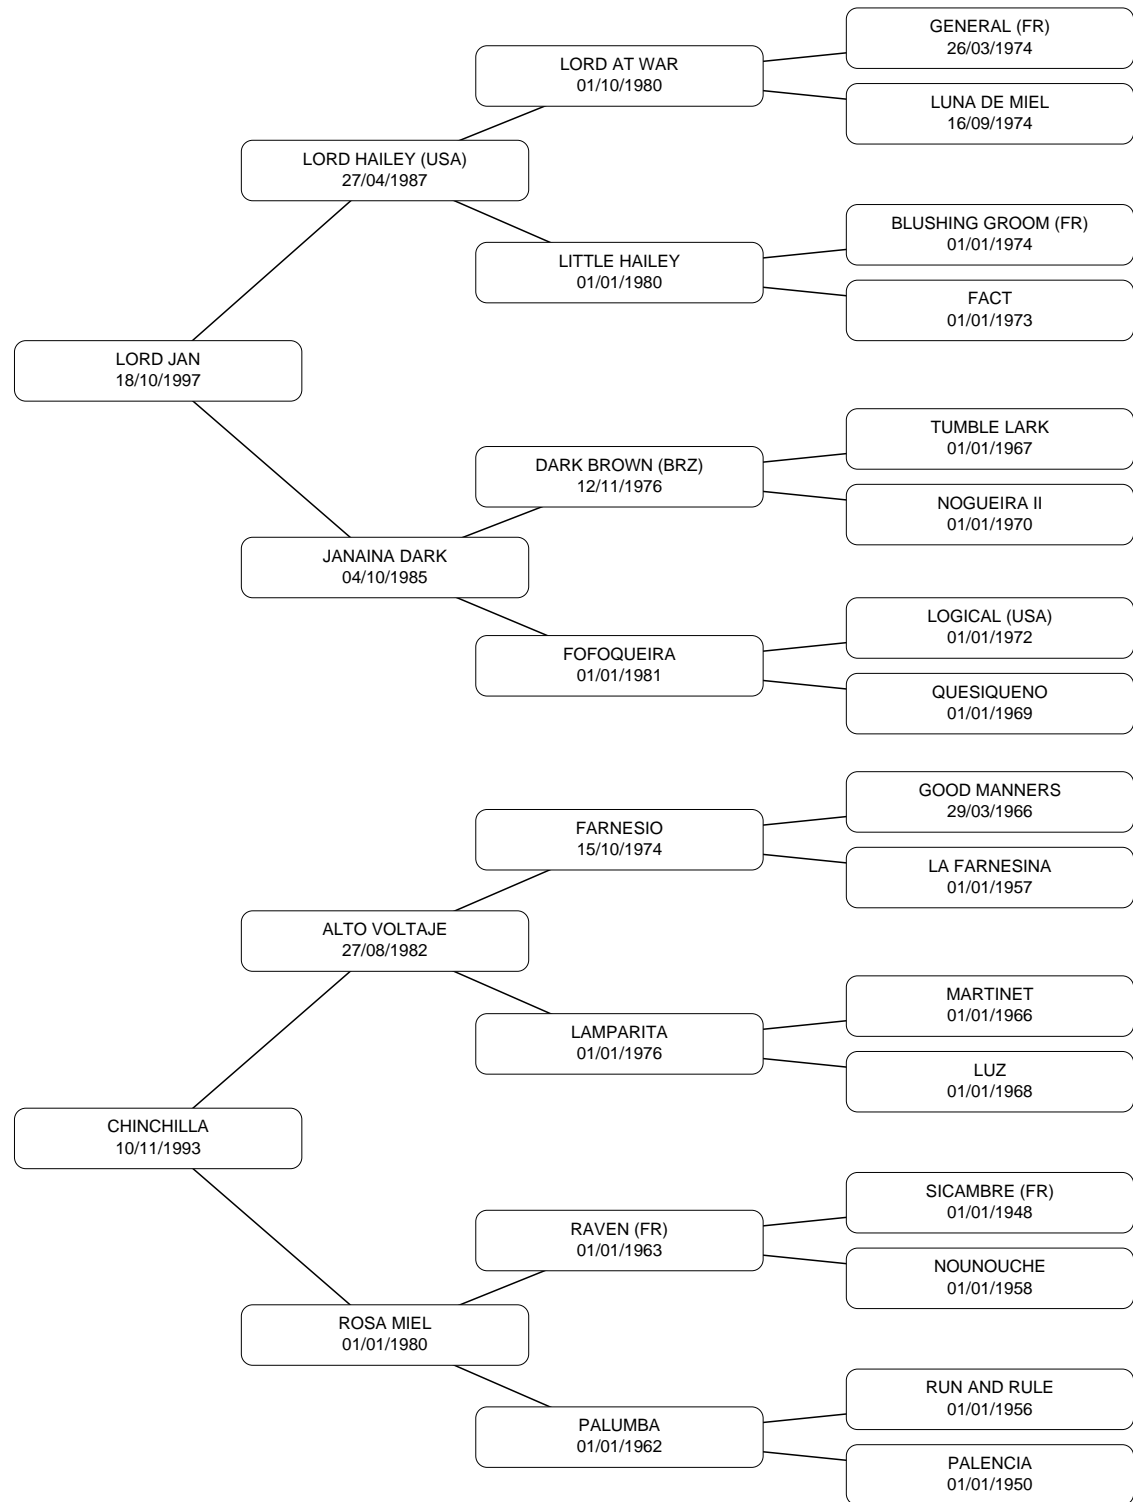 GENERAL (FR)
26/03/1974
LORD AT WAR
01/10/1980
LUNA DE MIEL
16/09/1974
LORD HAILEY (USA)
27/04/1987
BLUSHING GROOM (FR)
01/01/1974
LITTLE HAILEY
01/01/1980
FACT
01/01/1973
LORD JAN
18/10/1997
TUMBLE LARK
01/01/1967
DARK BROWN (BRZ)
12/11/1976
NOGUEIRA II
01/01/1970
JANAINA DARK
04/10/1985
LOGICAL (USA)
01/01/1972
FOFOQUEIRA
01/01/1981
QUESIQUENO
01/01/1969
GOOD MANNERS
29/03/1966
FARNESIO
15/10/1974
LA FARNESINA
01/01/1957
ALTO VOLTAJE
27/08/1982
MARTINET
01/01/1966
LAMPARITA
01/01/1976
LUZ
01/01/1968
CHINCHILLA
10/11/1993
SICAMBRE (FR)
01/01/1948
RAVEN (FR)
01/01/1963
NOUNOUCHE
01/01/1958
ROSA MIEL
01/01/1980
RUN AND RULE
01/01/1956
PALUMBA
01/01/1962
PALENCIA
01/01/1950